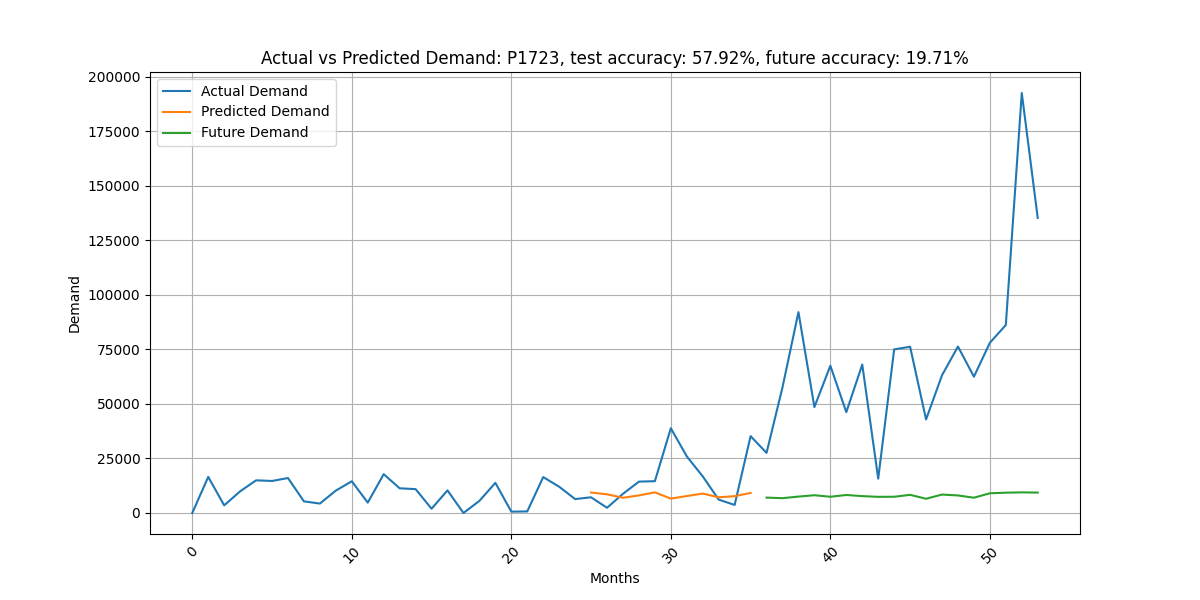 Actual vs Predicted Demand: P1723, test accuracy: 57.92%, future accuracy: 19.71%
Actual Demand
Predicted Demand
Future Demand
200000
175000
150000
125000
100000
75000
50000
25000
0
Demand
0
10
20
30
40
50
Months